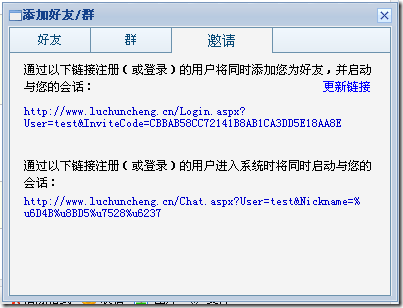 添加好友/群
好友 群 邀请
通过以下链接注册(或登录)的用户将同时添加您为好友,并启动
与您的会话: 更新链接
http://www.luchuncheng.cn/Login.aspx?
User=test&InviteCode=CBBAB58CC72141B8AB1CA3DD5E18AA8E
通过以下链接注册(或登录)的用户进入系统时将同时启动与您的
会话:
http://www.luchuncheng.cn/Chat.aspx?User=test&Nickname=%
u6D4B%u8BD5%u7528%u6237